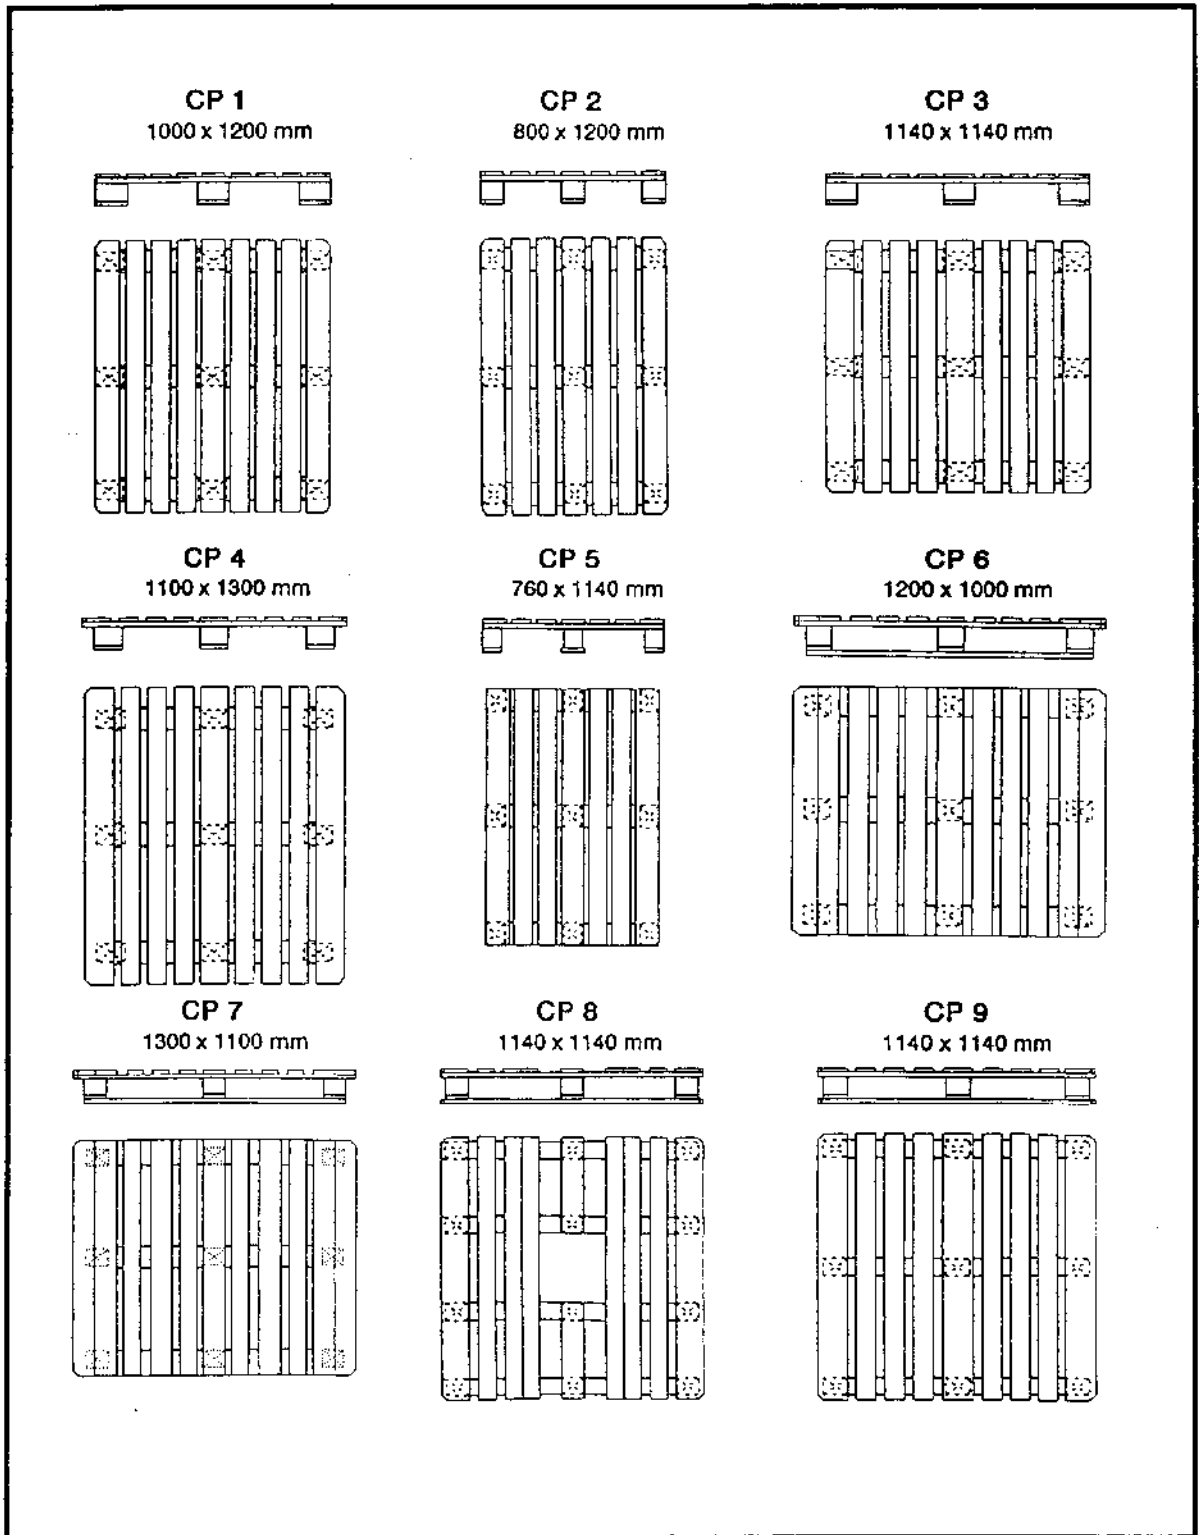 CP 1
1000 x 1200 mm
CP 2
800 x 1200 mm
CP 3
1140 x 1140 mm
CP 4
1100 x 1300 mm
CP 5
760 x 1140 mm
CP 6
1200 x 1000 mm
CP 7
1300 x 1100 mm
CP 8
1140 x 1140 mm
CP 9
1140 x 1140 mm